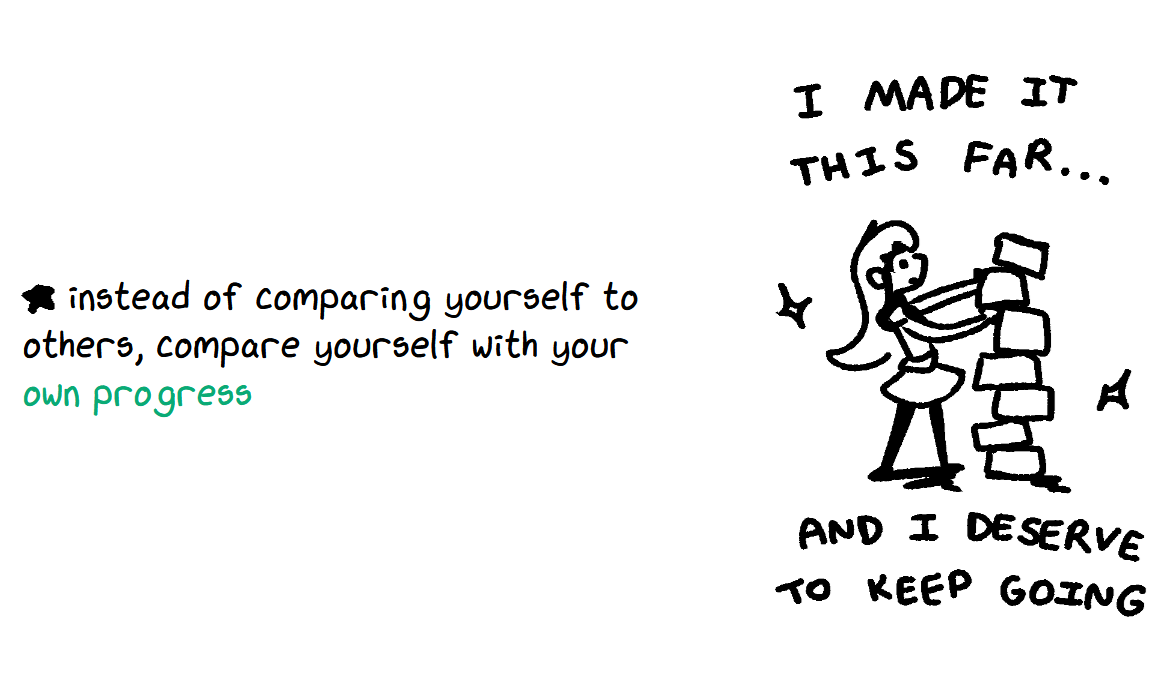 instead of comparing yourself to
others, compare yourself with your
own progress
I MADE IT
THIS FAR...
AND I DESERVE
TO KEEP GOING